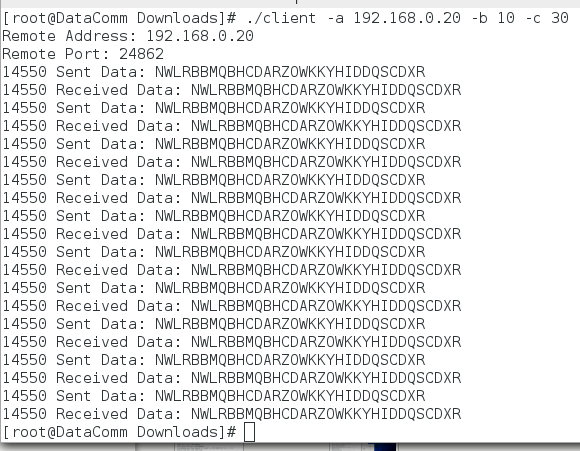 [root@DataComm Downloads]# ./client -a 192.168.0.20 -b 10 -c 30
Remote Address: 192.168.0.20
Remote Port: 24862
14550 Sent Data: NWLRBBMQBHCDARZOWKKYHIDDQSCDXR
14550 Received Data: NWLRBBMQBHCDARZOWKKYHIDDQSCDXR
14550 Sent Data: NWLRBBMQBHCDARZOWKKYHIDDQSCDXR
14550 Received Data: NWLRBBMQBHCDARZOWKKYHIDDQSCDXR
14550 Sent Data: NWLRBBMQBHCDARZOWKKYHIDDQSCDXR
14550 Received Data: NWLRBBMQBHCDARZOWKKYHIDDQSCDXR
14550 Sent Data: NWLRBBMQBHCDARZOWKKYHIDDQSCDXR
14550 Received Data: NWLRBBMQBHCDARZOWKKYHIDDQSCDXR
14550 Sent Data: NWLRBBMQBHCDARZOWKKYHIDDQSCDXR
14550 Received Data: NWLRBBMQBHCDARZOWKKYHIDDQSCDXR
14550 Sent Data: NWLRBBMQBHCDARZOWKKYHIDDQSCDXR
14550 Received Data: NWLRBBMQBHCDARZOWKKYHIDDQSCDXR
14550 Sent Data: NWLRBBMQBHCDARZOWKKYHIDDQSCDXR
14550 Received Data: NWLRBBMQBHCDARZOWKKYHIDDQSCDXR
14550 Sent Data: NWLRBBMQBHCDARZOWKKYHIDDQSCDXR
14550 Received Data: NWLRBBMQBHCDARZOWKKYHIDDQSCDXR
14550 Sent Data: NWLRBBMQBHCDARZOWKKYHIDDQSCDXR
14550 Received Data: NWLRBBMQBHCDARZOWKKYHIDDQSCDXR
14550 Sent Data: NWLRBBMQBHCDARZOWKKYHIDDQSCDXR
14550 Received Data: NWLRBBMQBHCDARZOWKKYHIDDQSCDXR
[root@DataComm Downloads]#